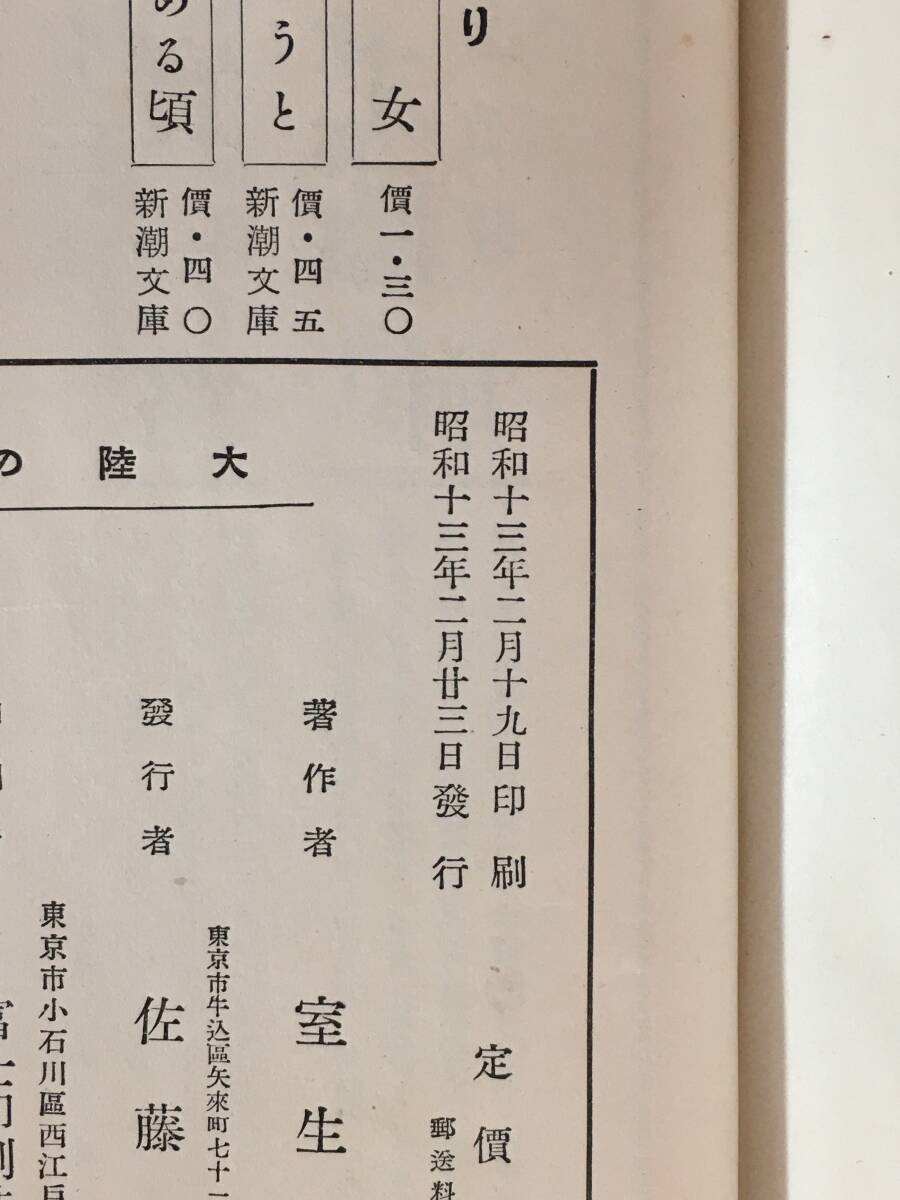 り
女
價一・三〇
うと
價・四五
新潮文庫
ある頃
價・四〇
新潮文庫
昭和十三年二月十九日印刷
昭和十三年二月廿三日發行
大陸の
定價
郵送料
著作者
室生
東京市牛込區矢來町七十一
發行者
佐藤
東京市小石川區西江戸